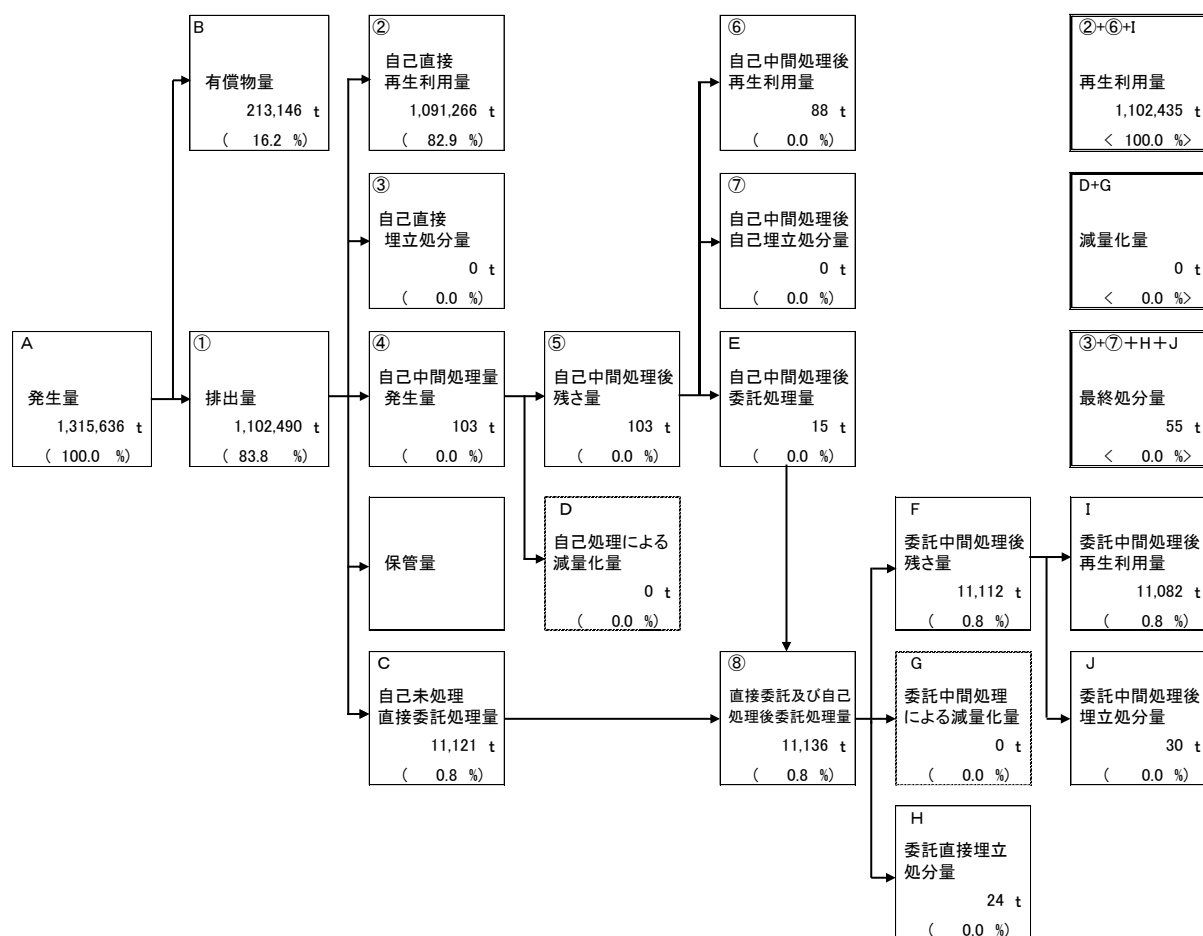 B
有償物量
213,146 t
( 16.2 %)
②
自己直接
再生利用量
1,091,266 t
( 82.9 %)
⑥
自己中間処理後
再生利用量
88 t
( 0.0 %)
②+⑥+I
再生利用量
1,102,435 t
< 100.0 %>
③
自己直接
埋立処分量
0 t
( 0.0 %)
⑦
自己中間処理後
自己埋立処分量
0 t
( 0.0 %)
D+G
減量化量
0 t
< 0.0 %>
A
発生量
1,315,636 t
( 100.0 %)
①
排出量
1,102,490 t
( 83.8 %)
④
自己中間処理量
発生量
103 t
( 0.0 %)
⑤
自己中間処理後
残さ量
103 t
( 0.0 %)
E
自己中間処理後
委託処理量
15 t
( 0.0 %)
③+⑦+H+J
最終処分量
55 t
< 0.0 %>
保管量
D
自己処理による
減量化量
0 t
( 0.0 %)
F
委託中間処理後
残さ量
11,112 t
( 0.8 %)
I
委託中間処理後
再生利用量
11,082 t
( 0.8 %)
C
自己未処理
直接委託処理量
11,121 t
( 0.8 %)
⑧
直接委託及び自己
処理後委託処理量
11,136 t
( 0.8 %)
G
委託中間処理
による減量化量
0 t
( 0.0 %)
J
委託中間処理後
埋立処分量
30 t
( 0.0 %)
H
委託直接埋立
処分量
24 t
( 0.0 %)